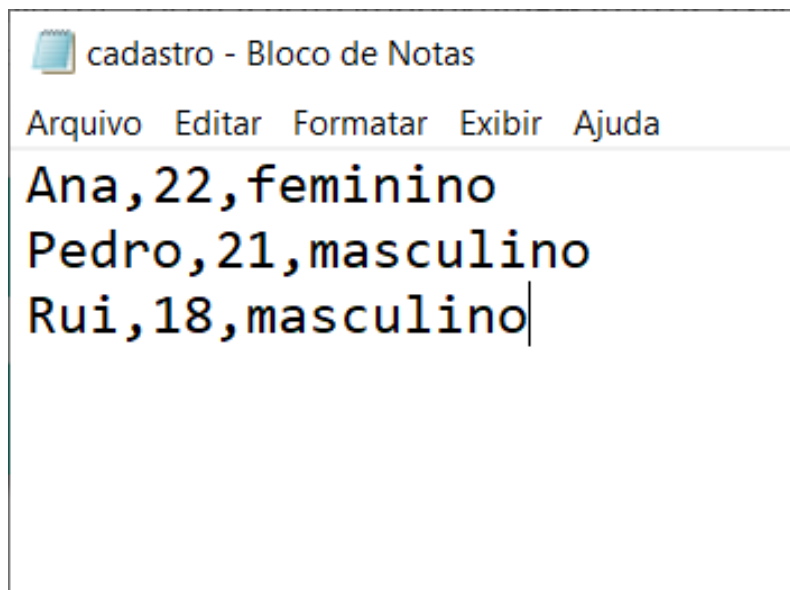 cadastro - Bloco de Notas
Arquivo Editar Formatar Exibir Ajuda
Ana,22,feminino
Pedro,21,masculino
Rui,18,masculino